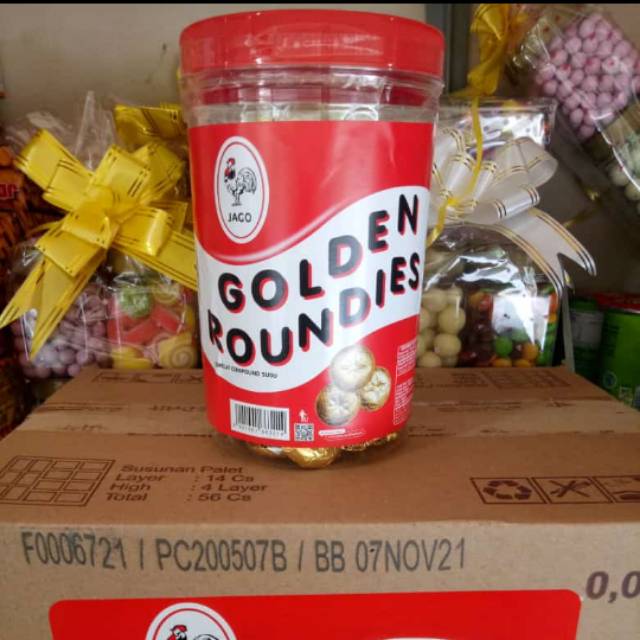 JAGO
GOLDEN
ROUNDIES
COKELAT COMPOUND SUSU
Susunan Palet
Layer : 14 Cs
High : 4 Layer
Total : 56 Cs
F0006721 / PC200507B / BB 07NOV21
0,0